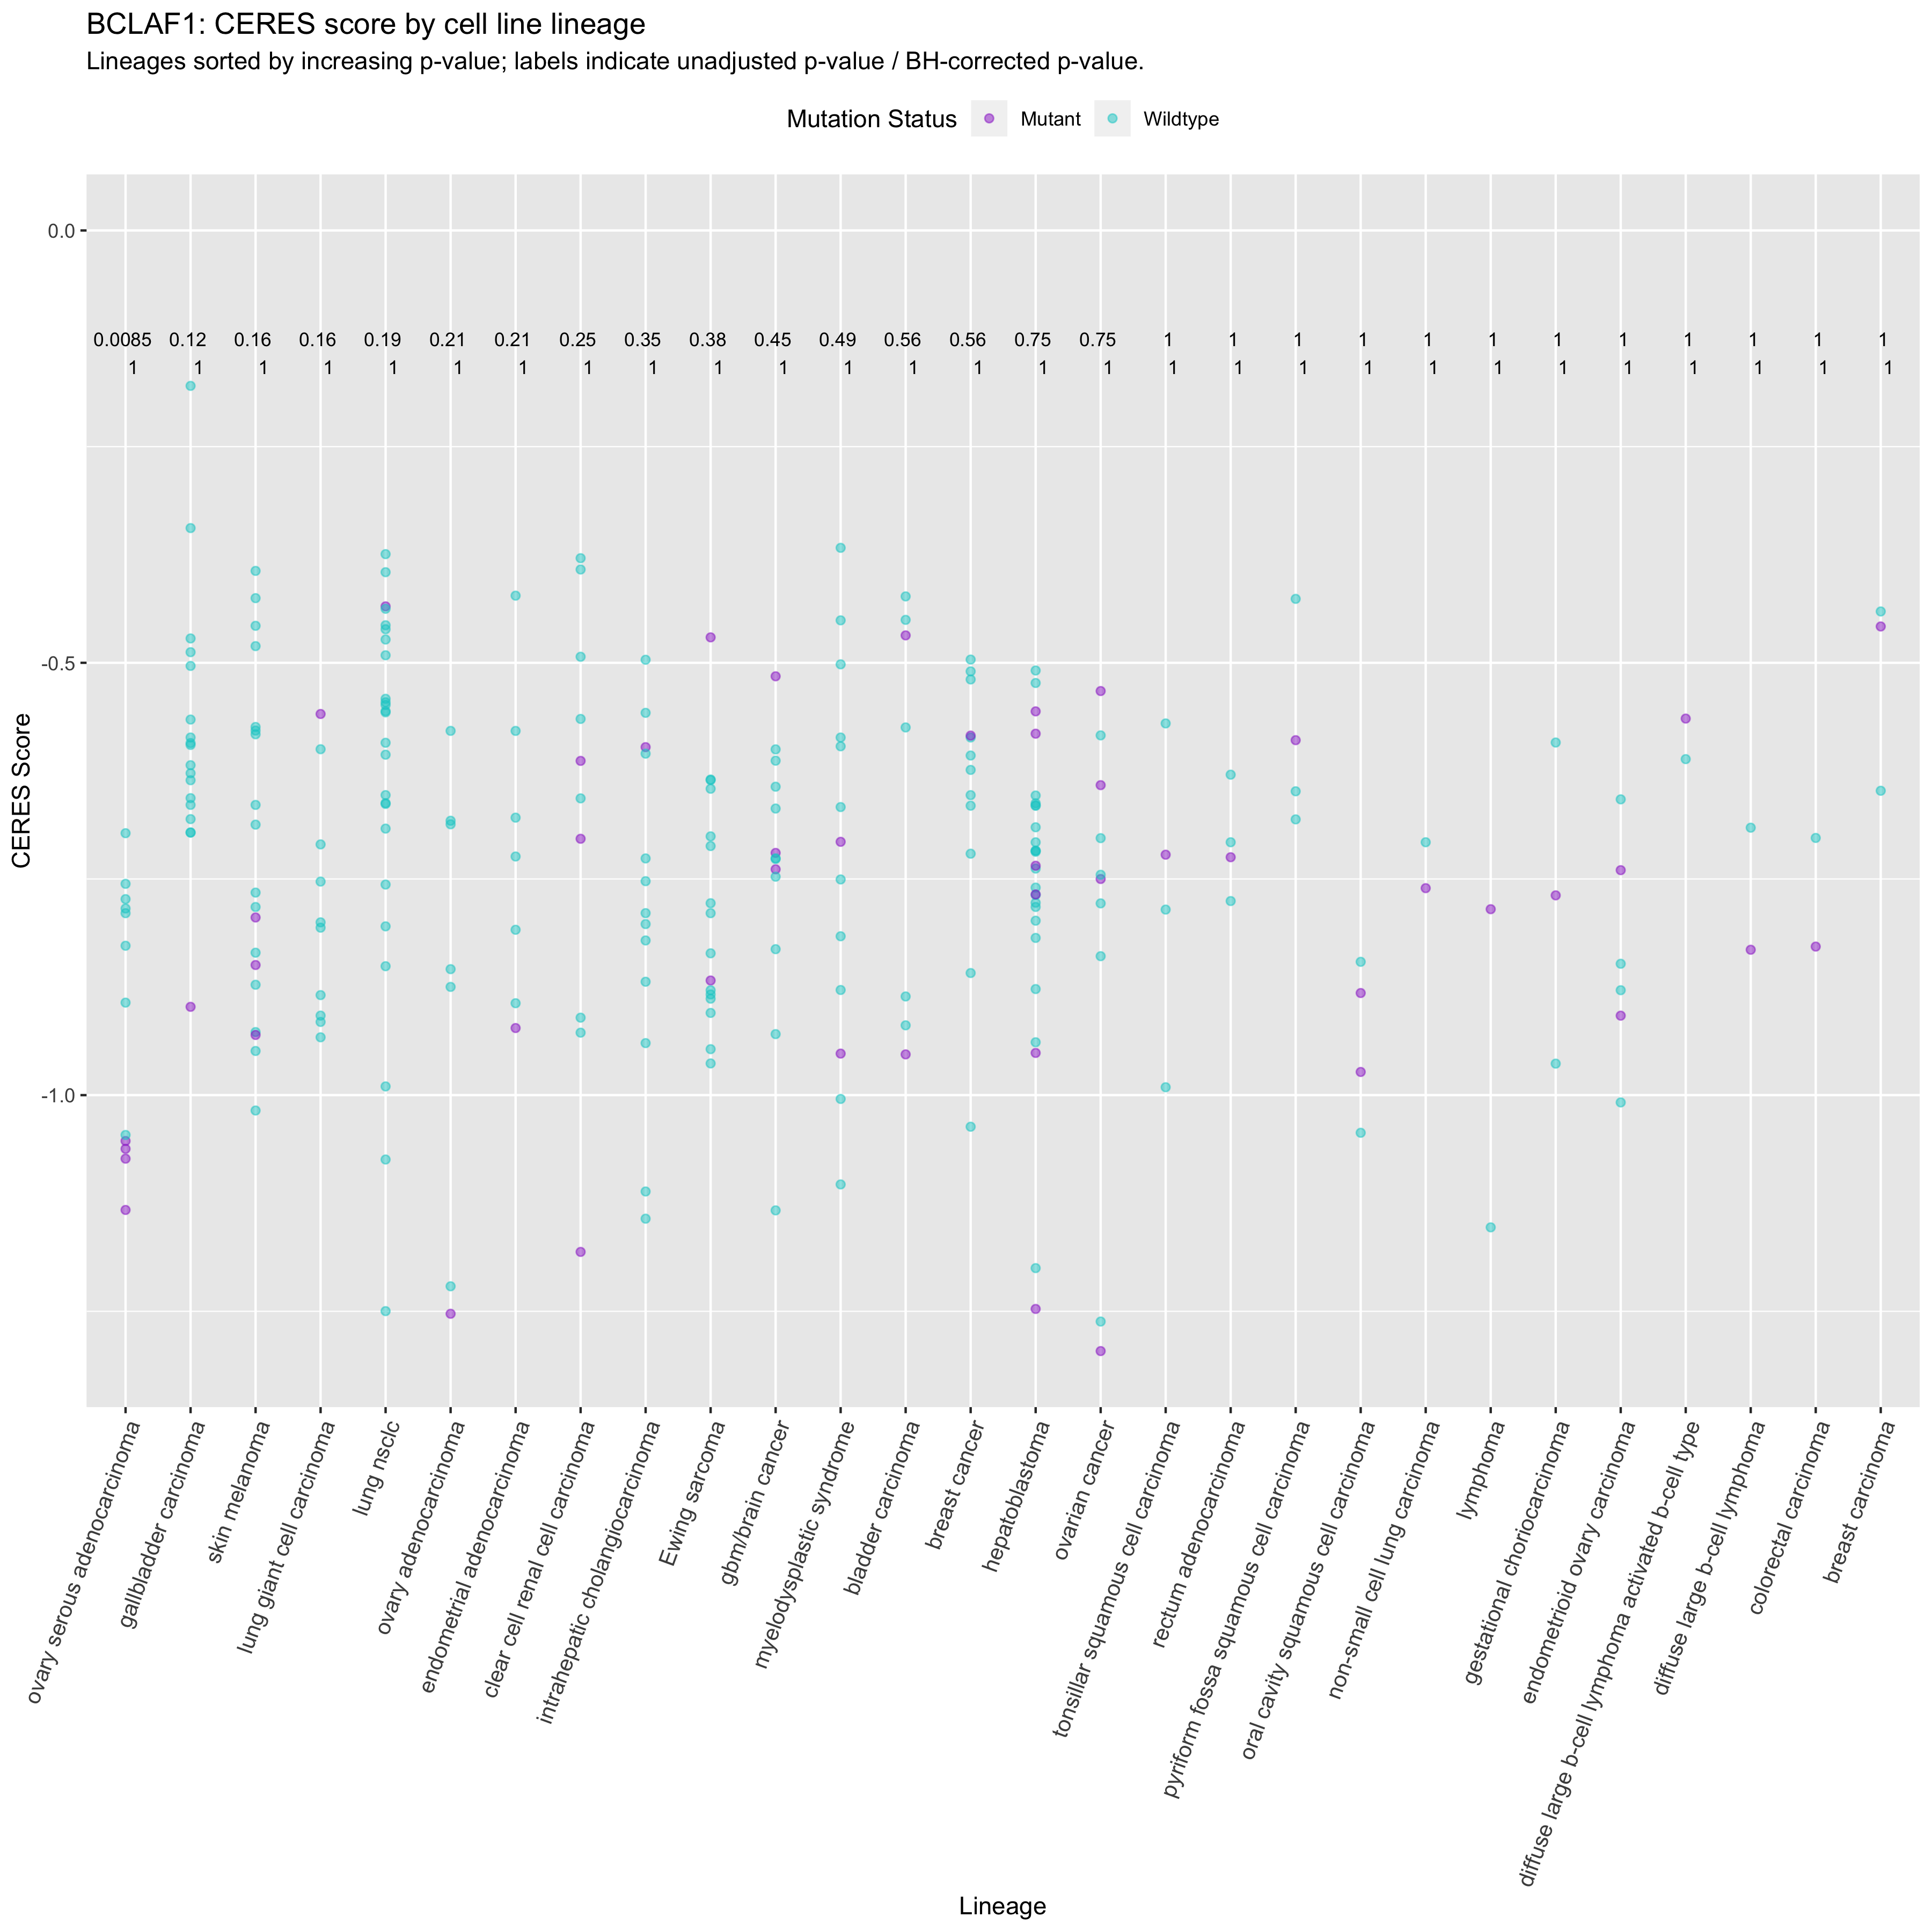 BCLAF1: CERES score by cell line lineage
Lineages sorted by increasing p-value; labels indicate unadjusted p-value / BH-corrected p-value.
Mutation Status Mutant Wildtype
0.0085 0.12 0.16 0.16 0.19 0.21 0.21 0.25 0.35 0.38 0.45 0.49 0.56 0.56 0.75 0.75 1 1 1 1 1 1 1 1 1 1 1 1
1 1 1 1 1 1 1 1 1 1 1 1 1 1 1 1 1 1 1 1 1 1 1 1 1 1 1 1
0.0
-0.5
-1.0
CERES Score
ovary serous adenocarcinoma
gallbladder carcinoma
skin melanoma
lung giant cell carcinoma
lung nsclc
ovary adenocarcinoma
endometrial adenocarcinoma
clear cell renal cell carcinoma
intrahepatic cholangiocarcinoma
Ewing sarcoma
gbm/brain cancer
myelodysplastic syndrome
bladder carcinoma
breast cancer
hepatoblastoma
ovarian cancer
tonsillar squamous cell carcinoma
rectum adenocarcinoma
pyriform fossa squamous cell carcinoma
oral cavity squamous cell carcinoma
non-small cell lung carcinoma
lymphoma
gestational choriocarcinoma
endometrioid ovary carcinoma
diffuse large b-cell lymphoma activated b-cell type
diffuse large b-cell lymphoma
colorectal carcinoma
breast carcinoma
Lineage